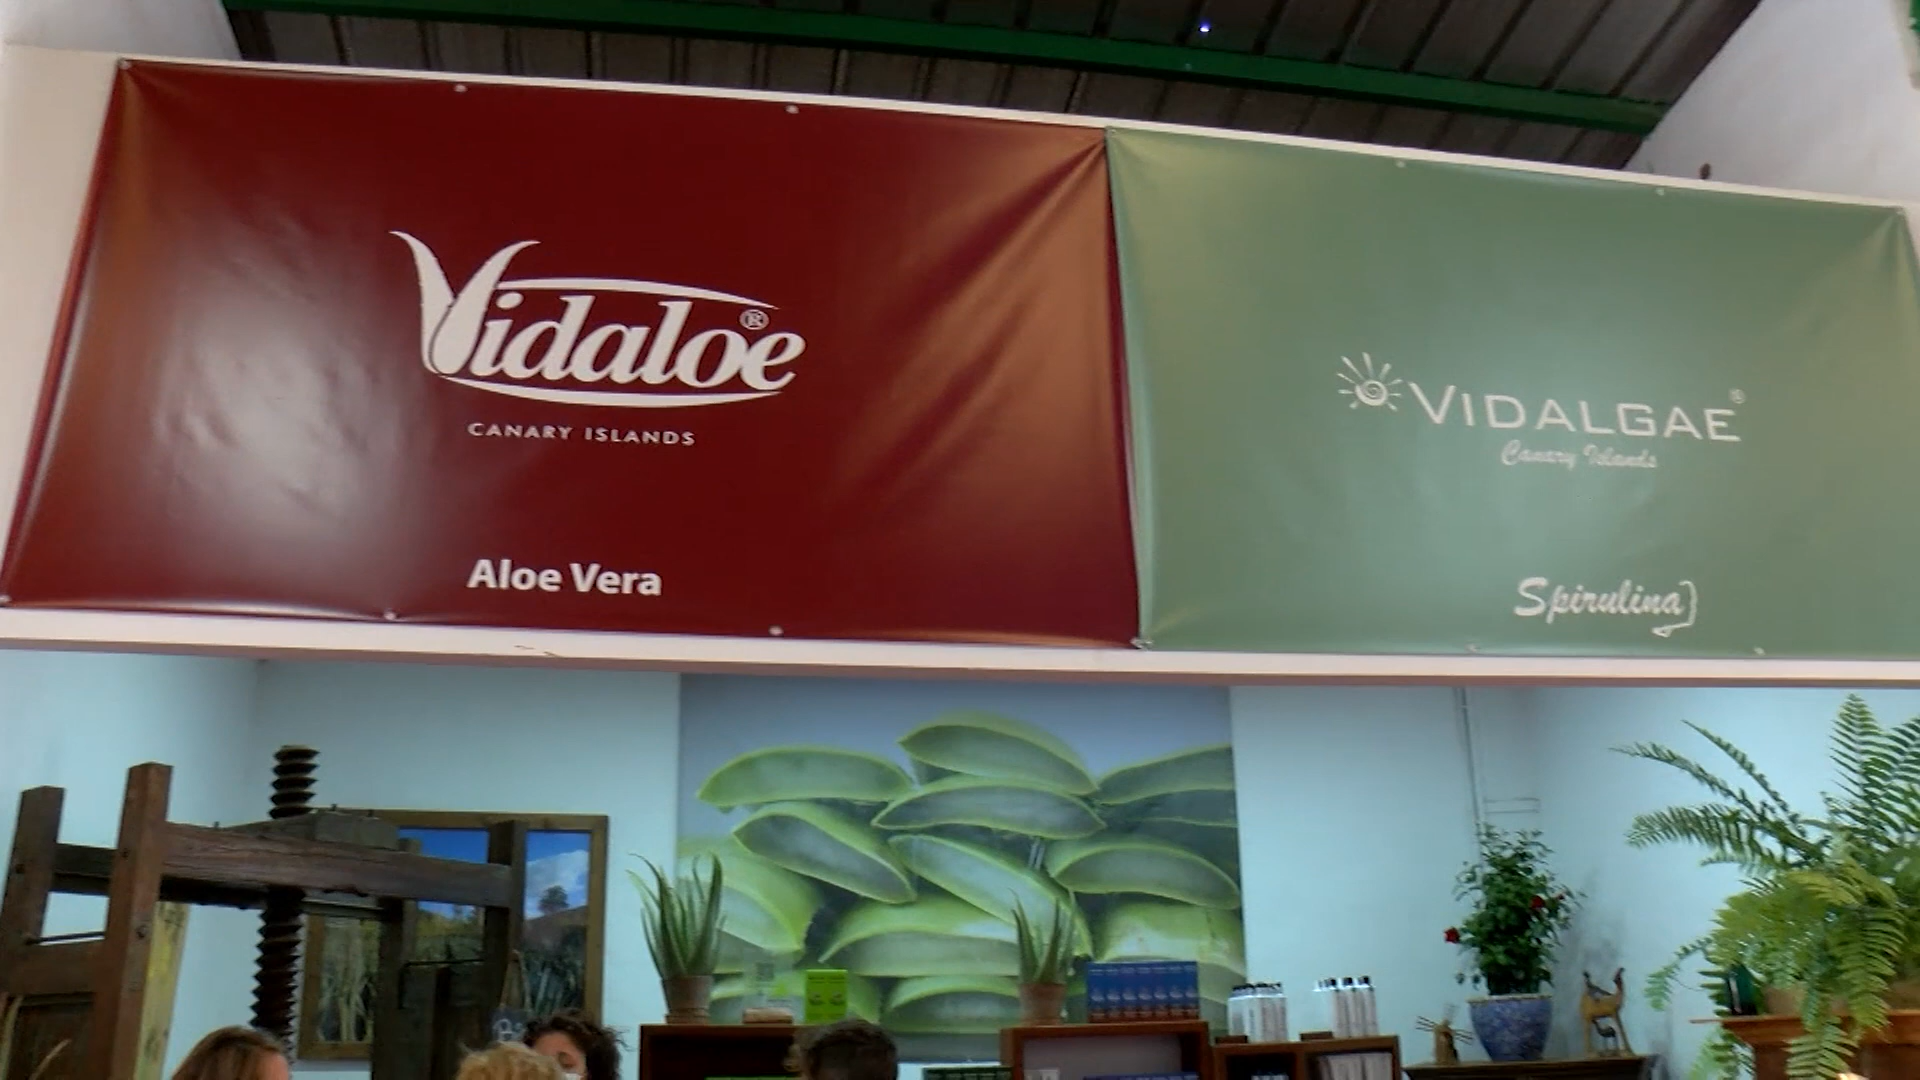 Vidaloe®
CANARY ISLANDS
Aloe Vera
VIDALGAE®
Canary Islands
Spirulina